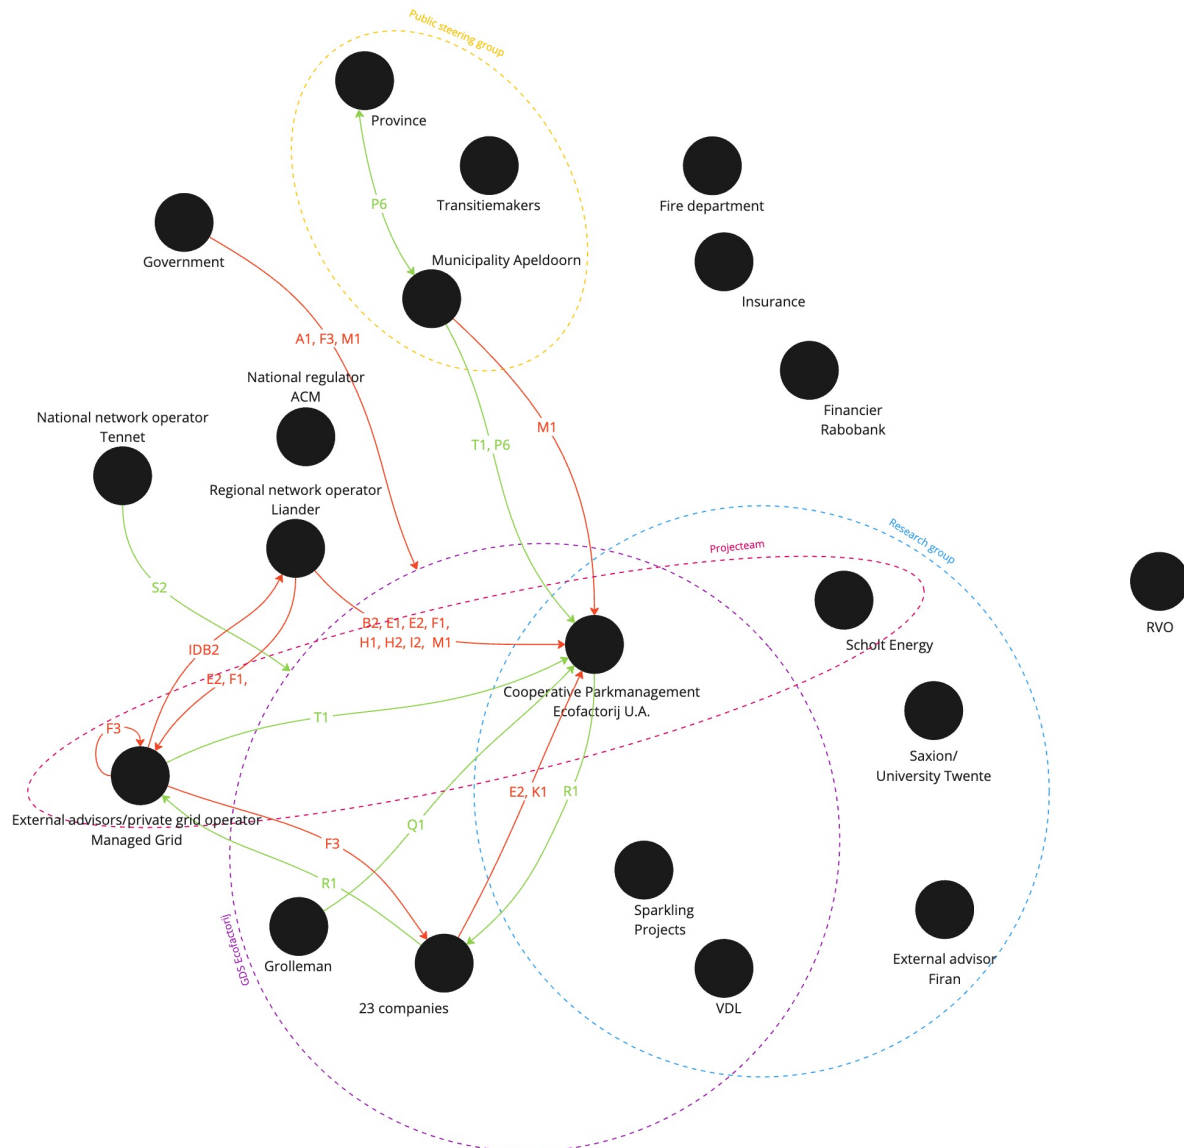 Public steering group
Province
P6
Transitiemakers
Fire department
Government
Municipality Apeldoorn
Insurance
A1, F3, M1
National regulator
ACM
Financier
Rabobank
National network operator
Tennet
M1
T1, P6
Regional network operator
Liander
Research group
Projecteam
S2
B2, E1, E2, F1,
H1, H2, I2, M1
RVO
Scholt Energy
IDB2
E2, F1,
Cooperative Parkmanagement
Ecofactorij U.A.
T1
F3
Saxion/
University Twente
E2, K1
R1
External advisors/private grid operator
Managed Grid
Q1
F3
R1
Sparkling
Projects
GDS Ecofactorij
Grolleman
External advisor
Firan
23 companies
VDL